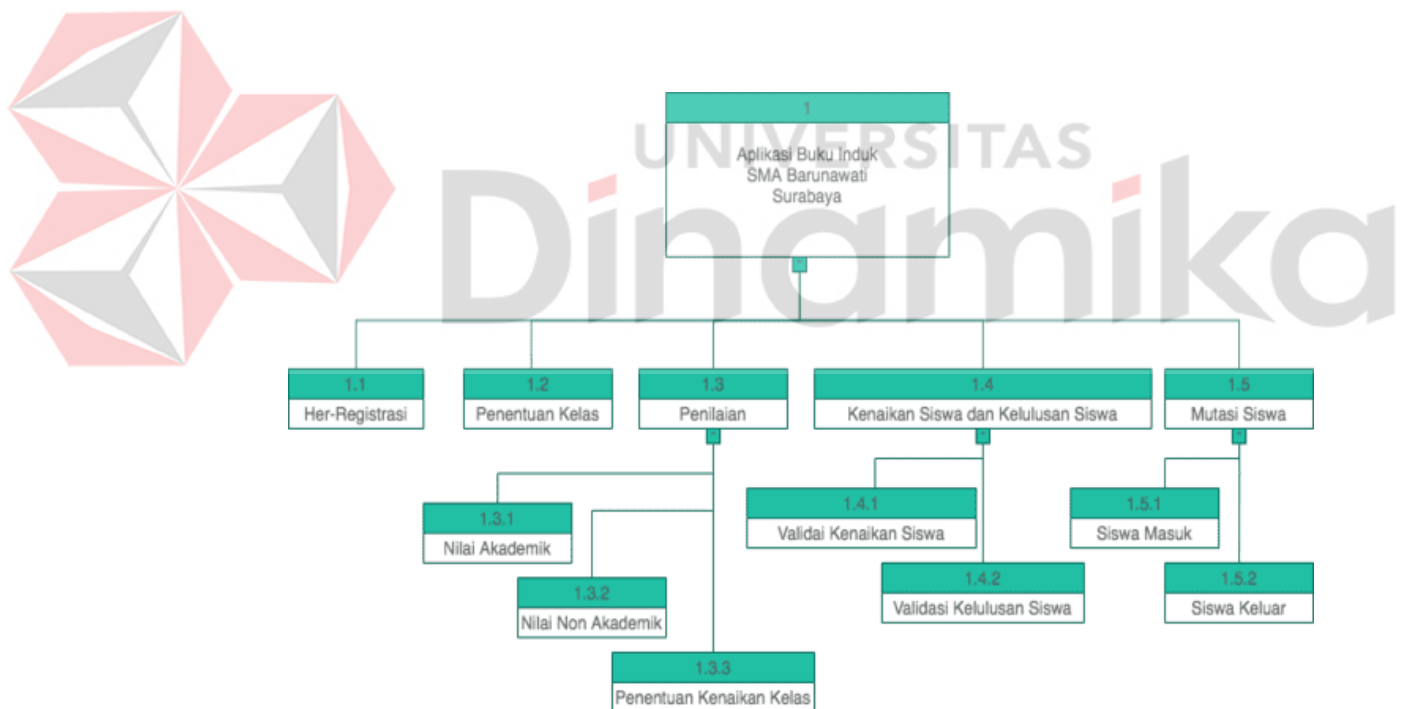 1
Aplikasi Buku Induk
SMA Barunawati
Surabaya
UNIVERSITAS
Dinamika
1.1
Her-Registrasi
1.2
Penentuan Kelas
1.3
Penilaian
1.4
Kenaikan Siswa dan Kelulusan Siswa
1.5
Mutasi Siswa
1.3.1
Nilai Akademik
1.3.2
Nilai Non Akademik
1.3.3
Penentuan Kenaikan Kelas
1.4.1
Validai Kenaikan Siswa
1.4.2
Validasi Kelulusan Siswa
1.5.1
Siswa Masuk
1.5.2
Siswa Keluar